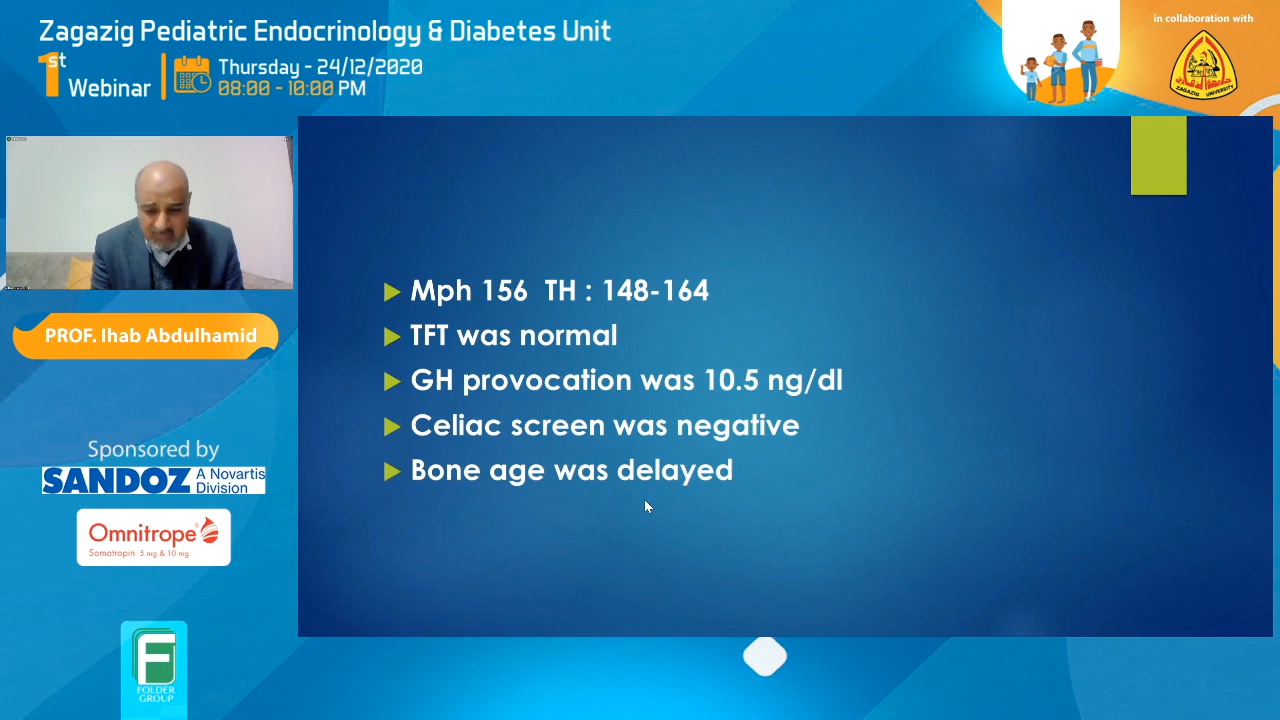 Zagazig Pediatric Endocrinology & Diabetes Unit
1st Webinar
Thursday - 24/12/2020
08:00 - 10:00 PM
in collaboration with
ZAGAZIG UNIVERSITY
PROF. Ihab Abdulhamid
Mph 156 TH : 148-164
TFT was normal
GH provocation was 10.5 ng/dl
Celiac screen was negative
Bone age was delayed
Sponsored by
SANDOZ A Novartis
Division
Omnitrope®
Somatropin 5 mg & 10 mg
F
FOLDER
GROUP